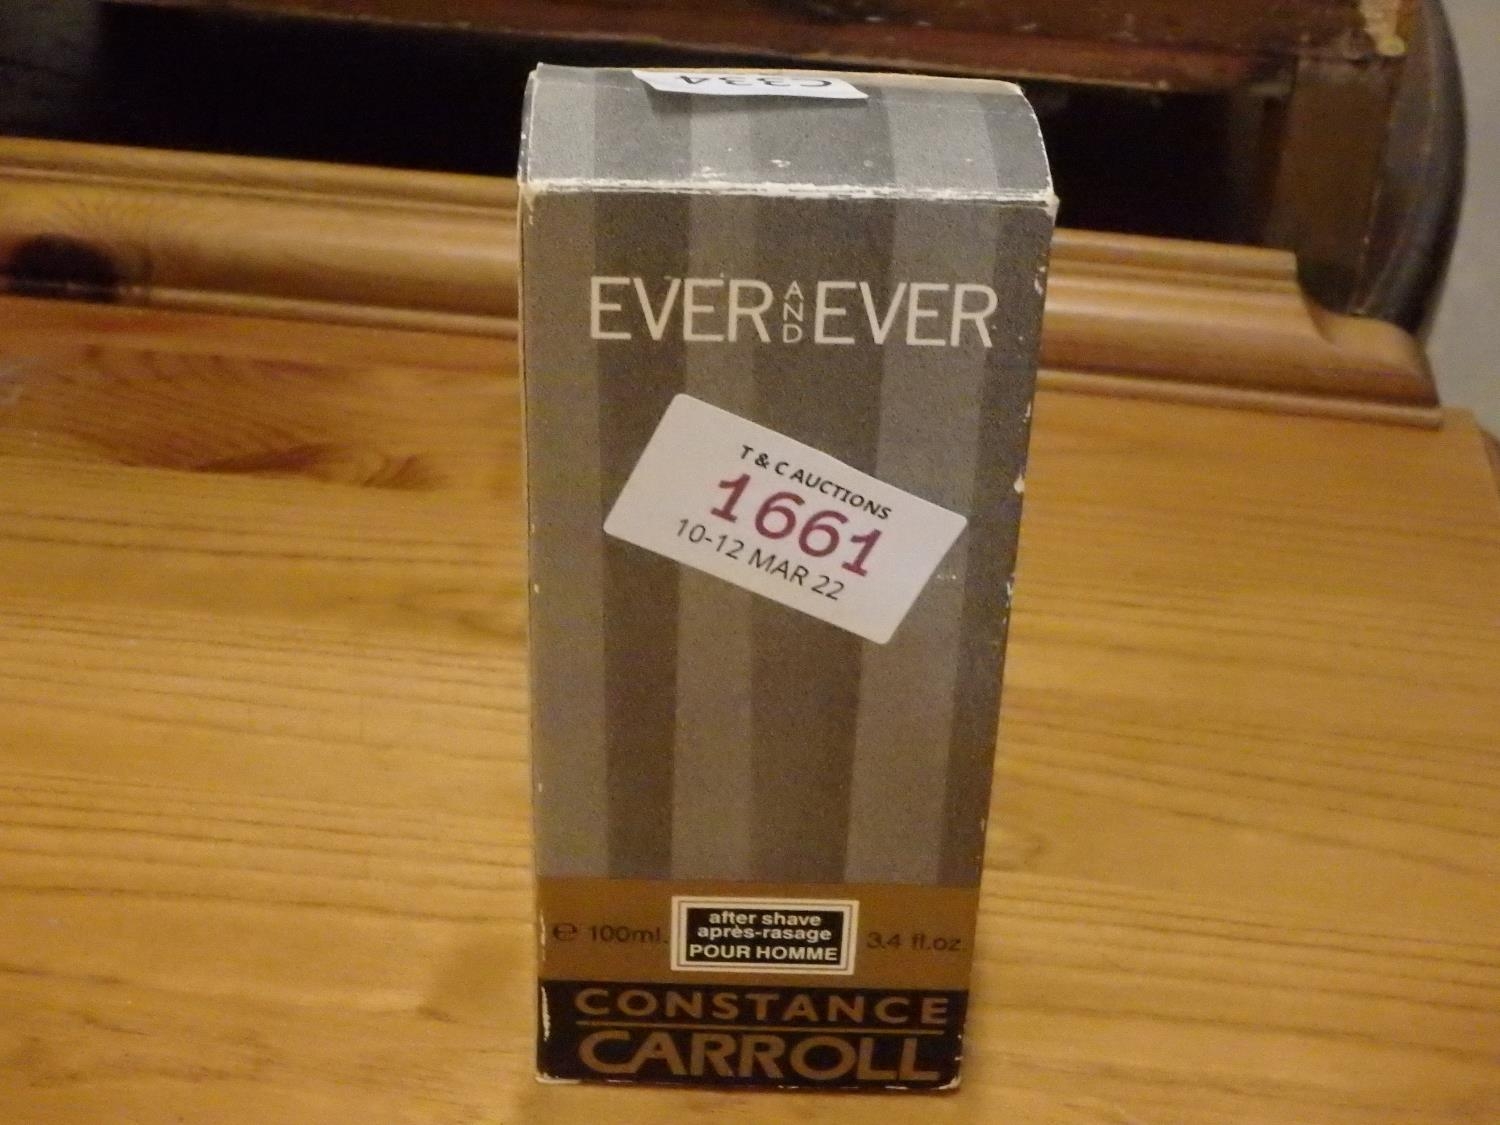 C334
EVER AND EVER
T & C AUCTIONS
1661
10-12 MAR 22
after shave
après-rasage
POUR HOMME
℮ 100ml.
3.4 fl.oz.
CONSTANCE
CARROLL